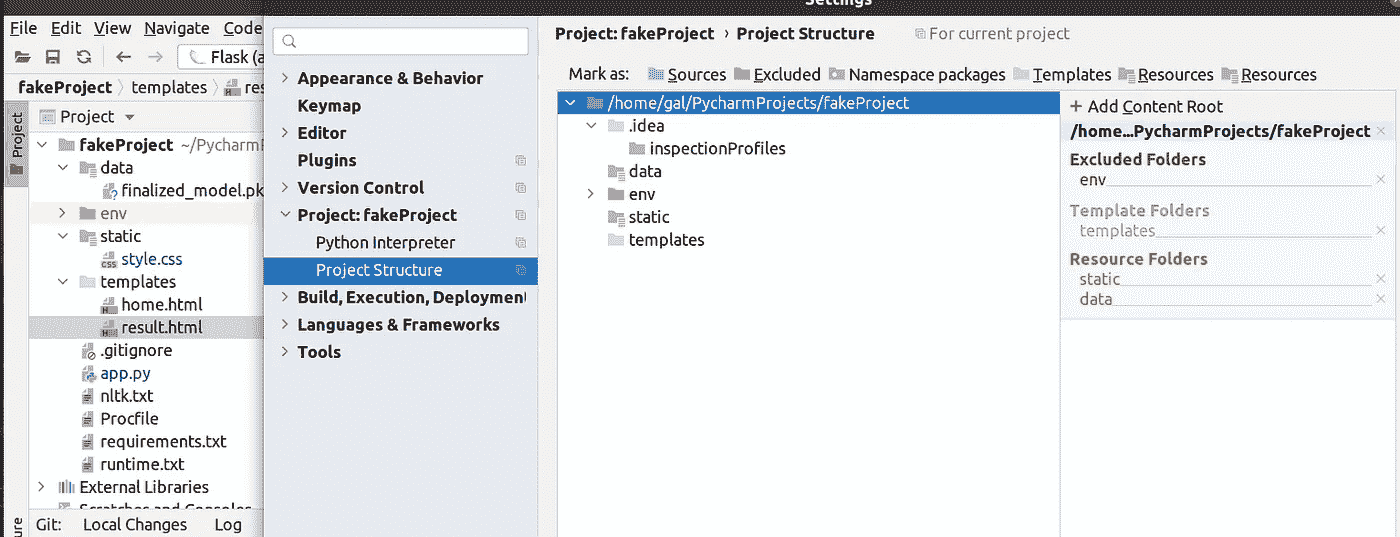 Settings
File Edit View Navigate Code
Flask (a
fakeProject templates res
Project
Project
fakeProject ~/PycharmP
data
finalized_model.pk
env
static
style.css
templates
home.html
result.html
.gitignore
app.py
nltk.txt
Procfile
requirements.txt
runtime.txt
External Libraries
Scratches and Consoles
Git: Local Changes Log
Appearance & Behavior
Keymap
Editor
Plugins
Version Control
Project: fakeProject
Python Interpreter
Project Structure
Build, Execution, Deployment
Languages & Frameworks
Tools
Project: fakeProject › Project Structure For current project
Mark as: Sources Excluded Namespace packages Templates Resources Resources
/home/gal/PycharmProjects/fakeProject
.idea
inspectionProfiles
data
env
static
templates
+ Add Content Root
/home...PycharmProjects/fakeProject
Excluded Folders
env
Template Folders
templates
Resource Folders
static
data